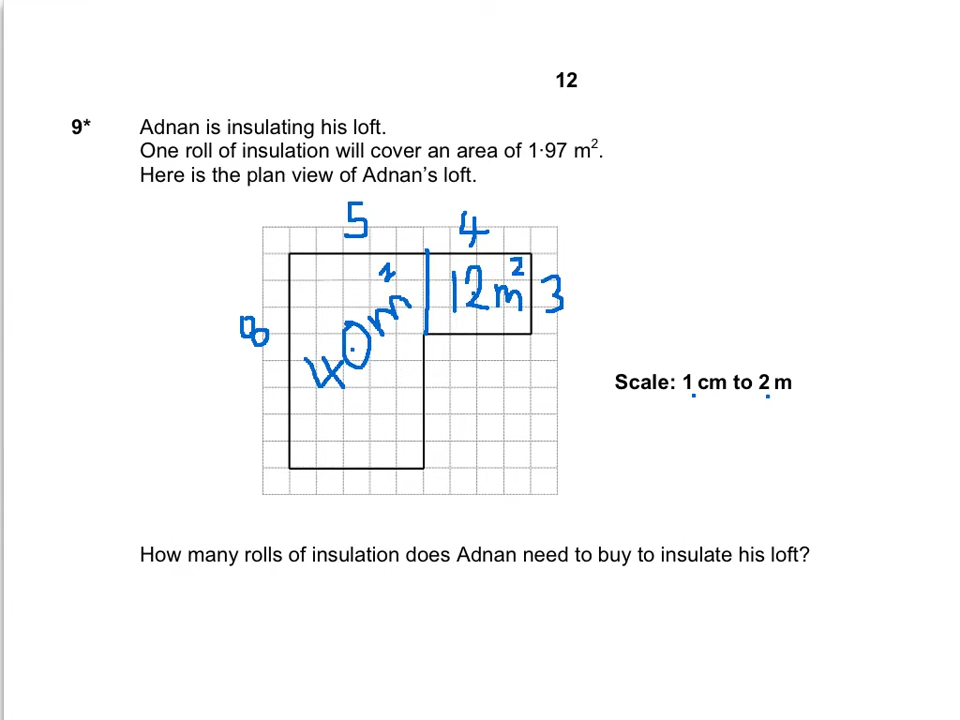 12
9* Adnan is insulating his loft.
One roll of insulation will cover an area of 1·97 m².
Here is the plan view of Adnan’s loft.
5 4
40m² 12m² 3
8
Scale: 1 cm to 2 m
How many rolls of insulation does Adnan need to buy to insulate his loft?